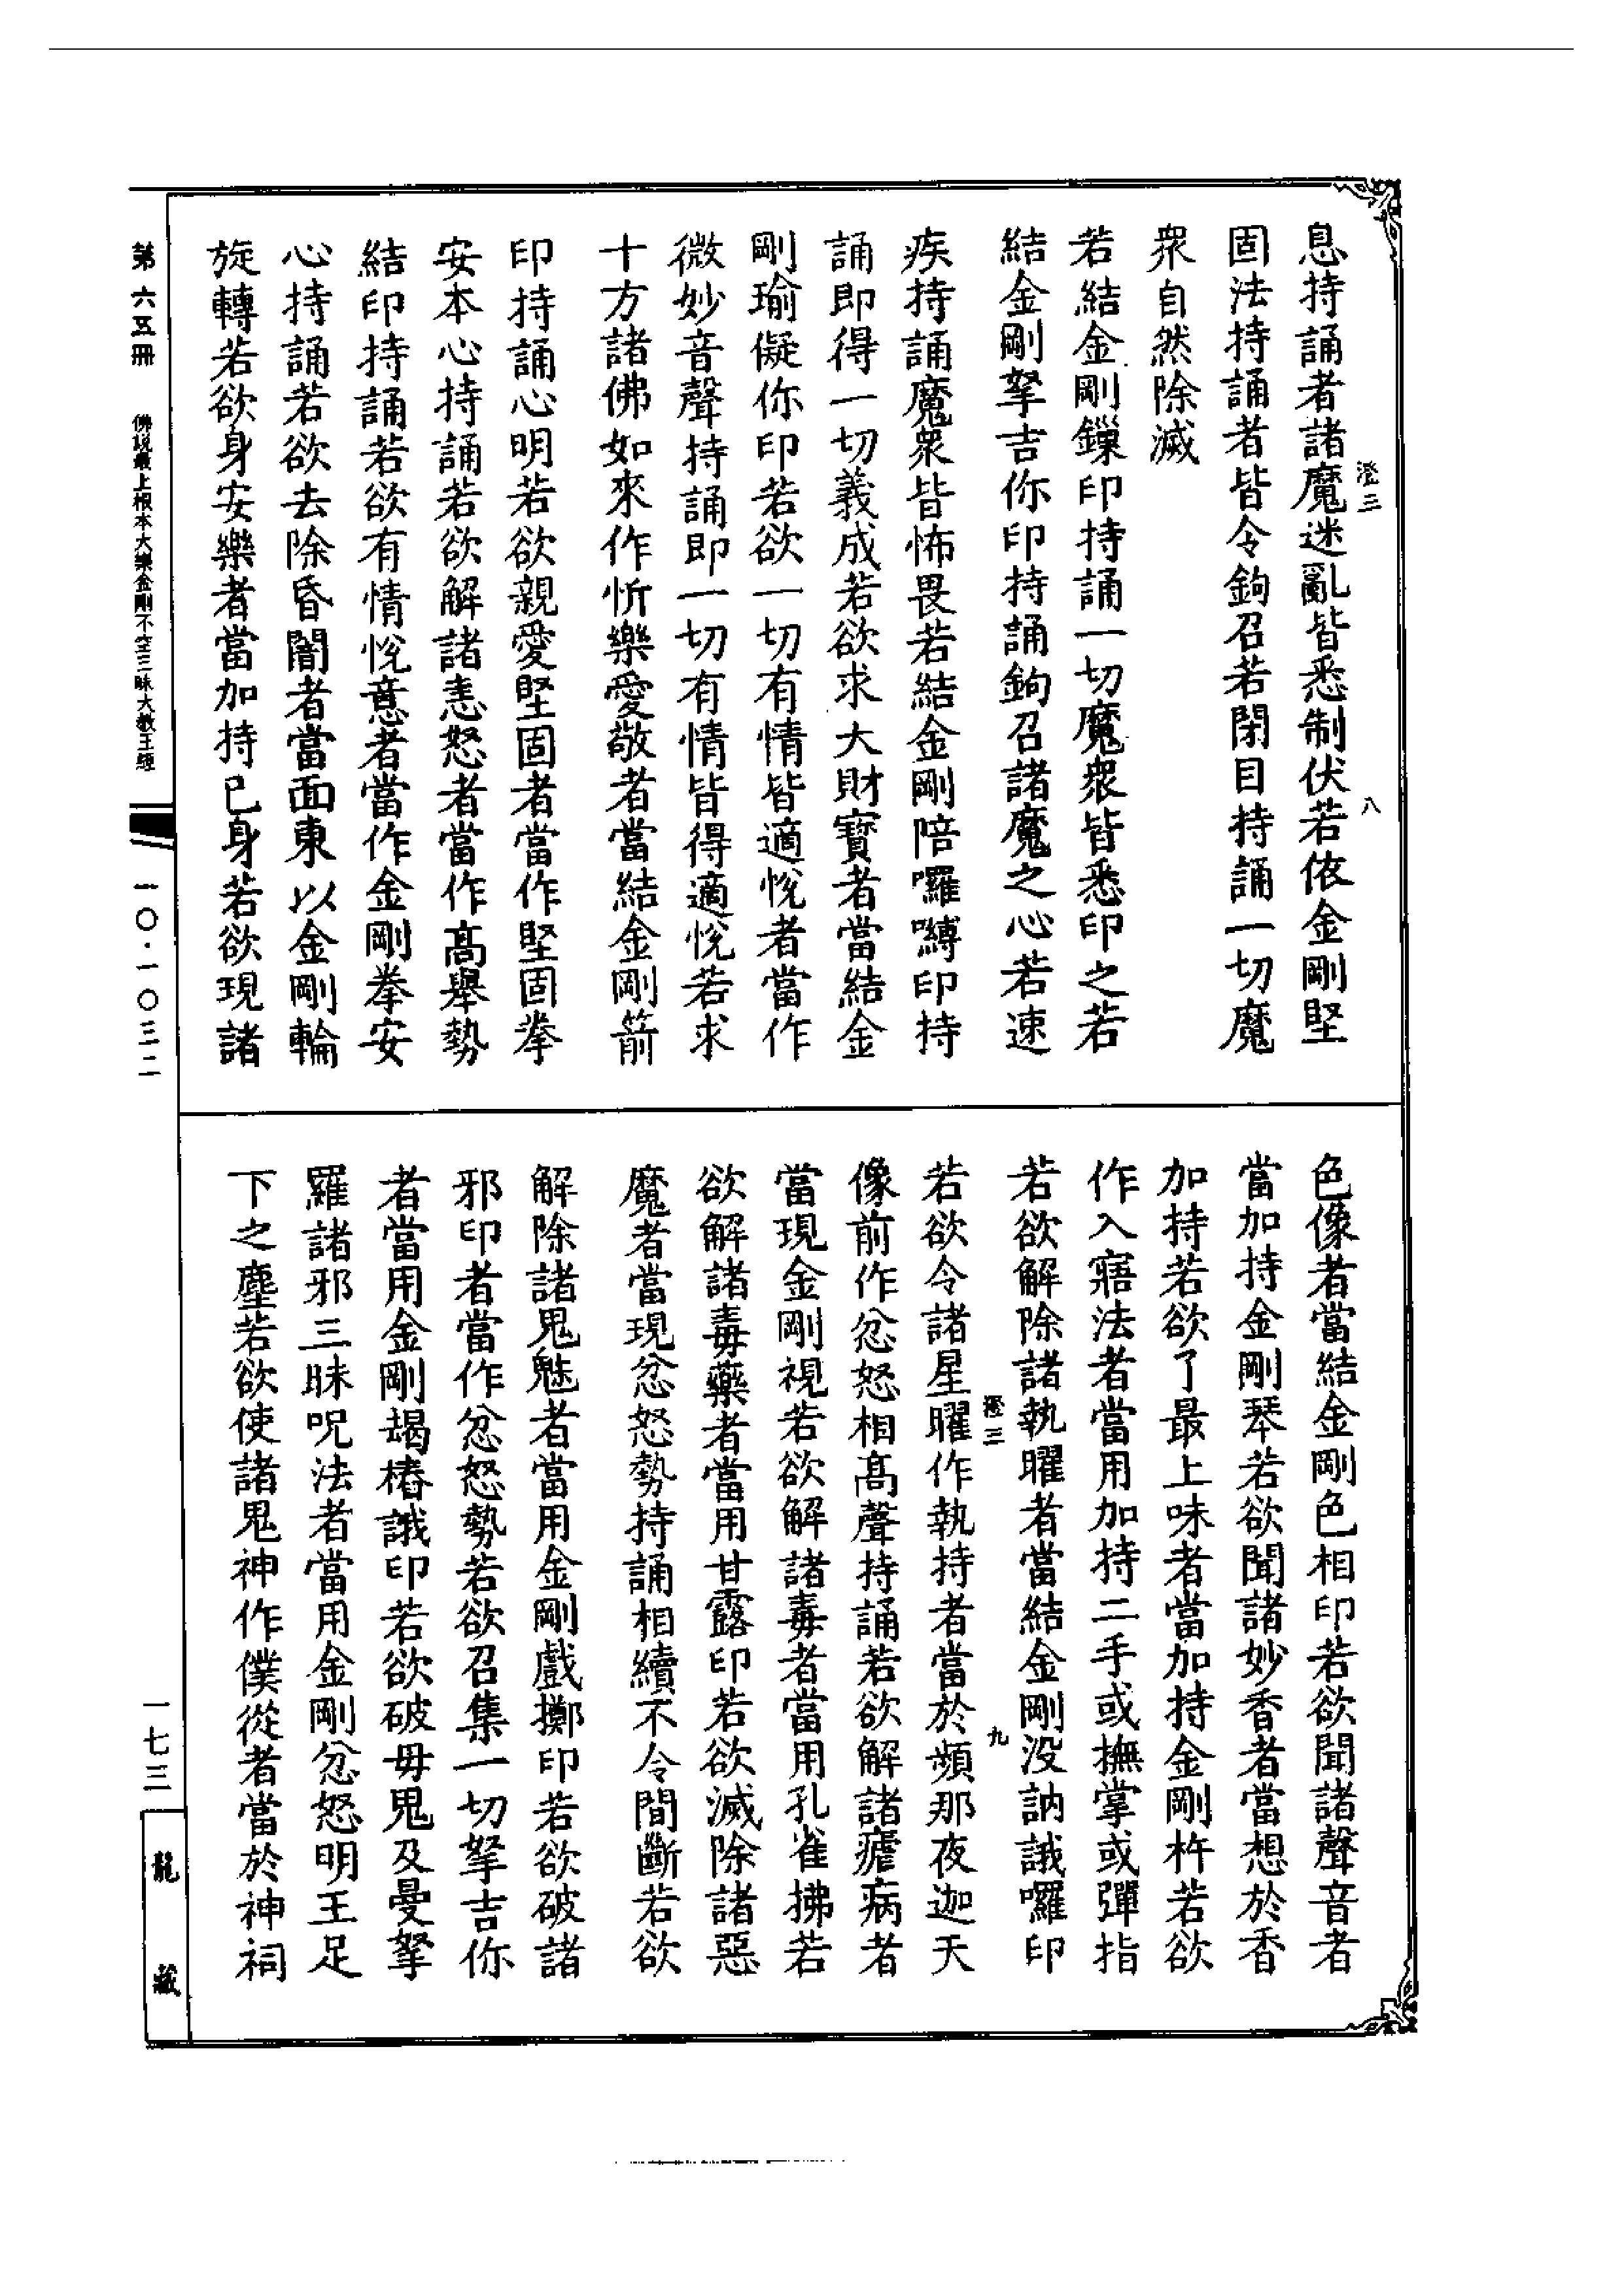 澄三
八
息持誦者諸魔迷亂皆悉制伏若依金剛堅
固法持誦者皆令鉤召若閉目持誦一切魔
衆自然除滅
若結金剛鏁印持誦一切魔衆皆悉印之若
結金剛拏吉你印持誦鉤召諸魔之心若速
疾持誦魔衆皆怖畏若結金剛陪囉嚩印持
誦即得一切義成若欲求大財寳者當結金
剛瑜儗你印若欲一切有情皆適悅者當作
微妙音聲持誦即一切有情皆得適悅若求
十方諸佛如來作忻樂愛敬者當結金剛箭
印持誦心明若欲親愛堅固者當作堅固拳
安本心持誦若欲解諸恚怒者當作髙舉勢
結印持誦若欲有情悅意者當作金剛拳安
心持誦若欲去除昏闇者當面東以金剛輪
旋轉若欲身安樂者當加持已身若欲現諸
色像者當結金剛色相印若欲聞諸聲音者
當加持金剛琴若欲聞諸妙香者當想於香
加持若欲了最上味者當加持金剛杵若欲
作入寤法者當用加持二手或撫掌或彈指
若欲解除諸執曜者當結金剛没訥誐囉印
澄三
九
若欲令諸星曜作執持者當於頻那夜迦天
像前作忿怒相髙聲持誦若欲解諸瘧病者
當現金剛視若欲解諸毒者當用孔雀拂若
欲解諸毒藥者當用甘露印若欲滅除諸惡
魔者當現忿怒勢持誦相續不令間斷若欲
解除諸鬼魅者當用金剛戲擲印若欲破諸
邪印者當作忿怒勢若欲召集一切拏吉你
者當用金剛竭樁誐印若欲破毋鬼及曼拏
羅諸邪三昧呪法者當用金剛忿怒明王足
下之塵若欲使諸鬼神作僕從者當於神祠
第六五冊 佛説最上根本大樂金剛不空三昧大教王經
一〇·一〇三二
一七三
龍藏